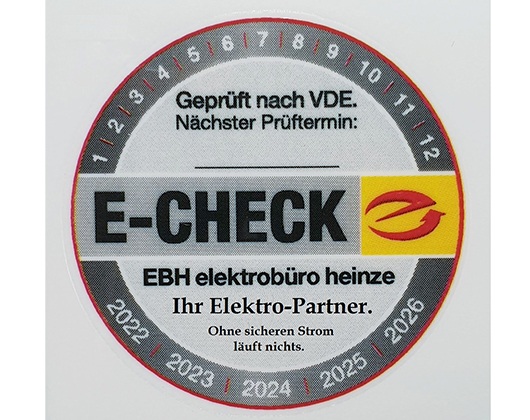 1 | 2 | 3 | 4 | 5 | 6 | 7 | 8 | 9 | 10 | 11 | 12
Geprüft nach VDE.
Nächster Prüftermin:
E-CHECK
EBH elektrobüro heinze
Ihr Elektro-Partner.
Ohne sicheren Strom
läuft nichts.
2022 | 2023 | 2024 | 2025 | 2026